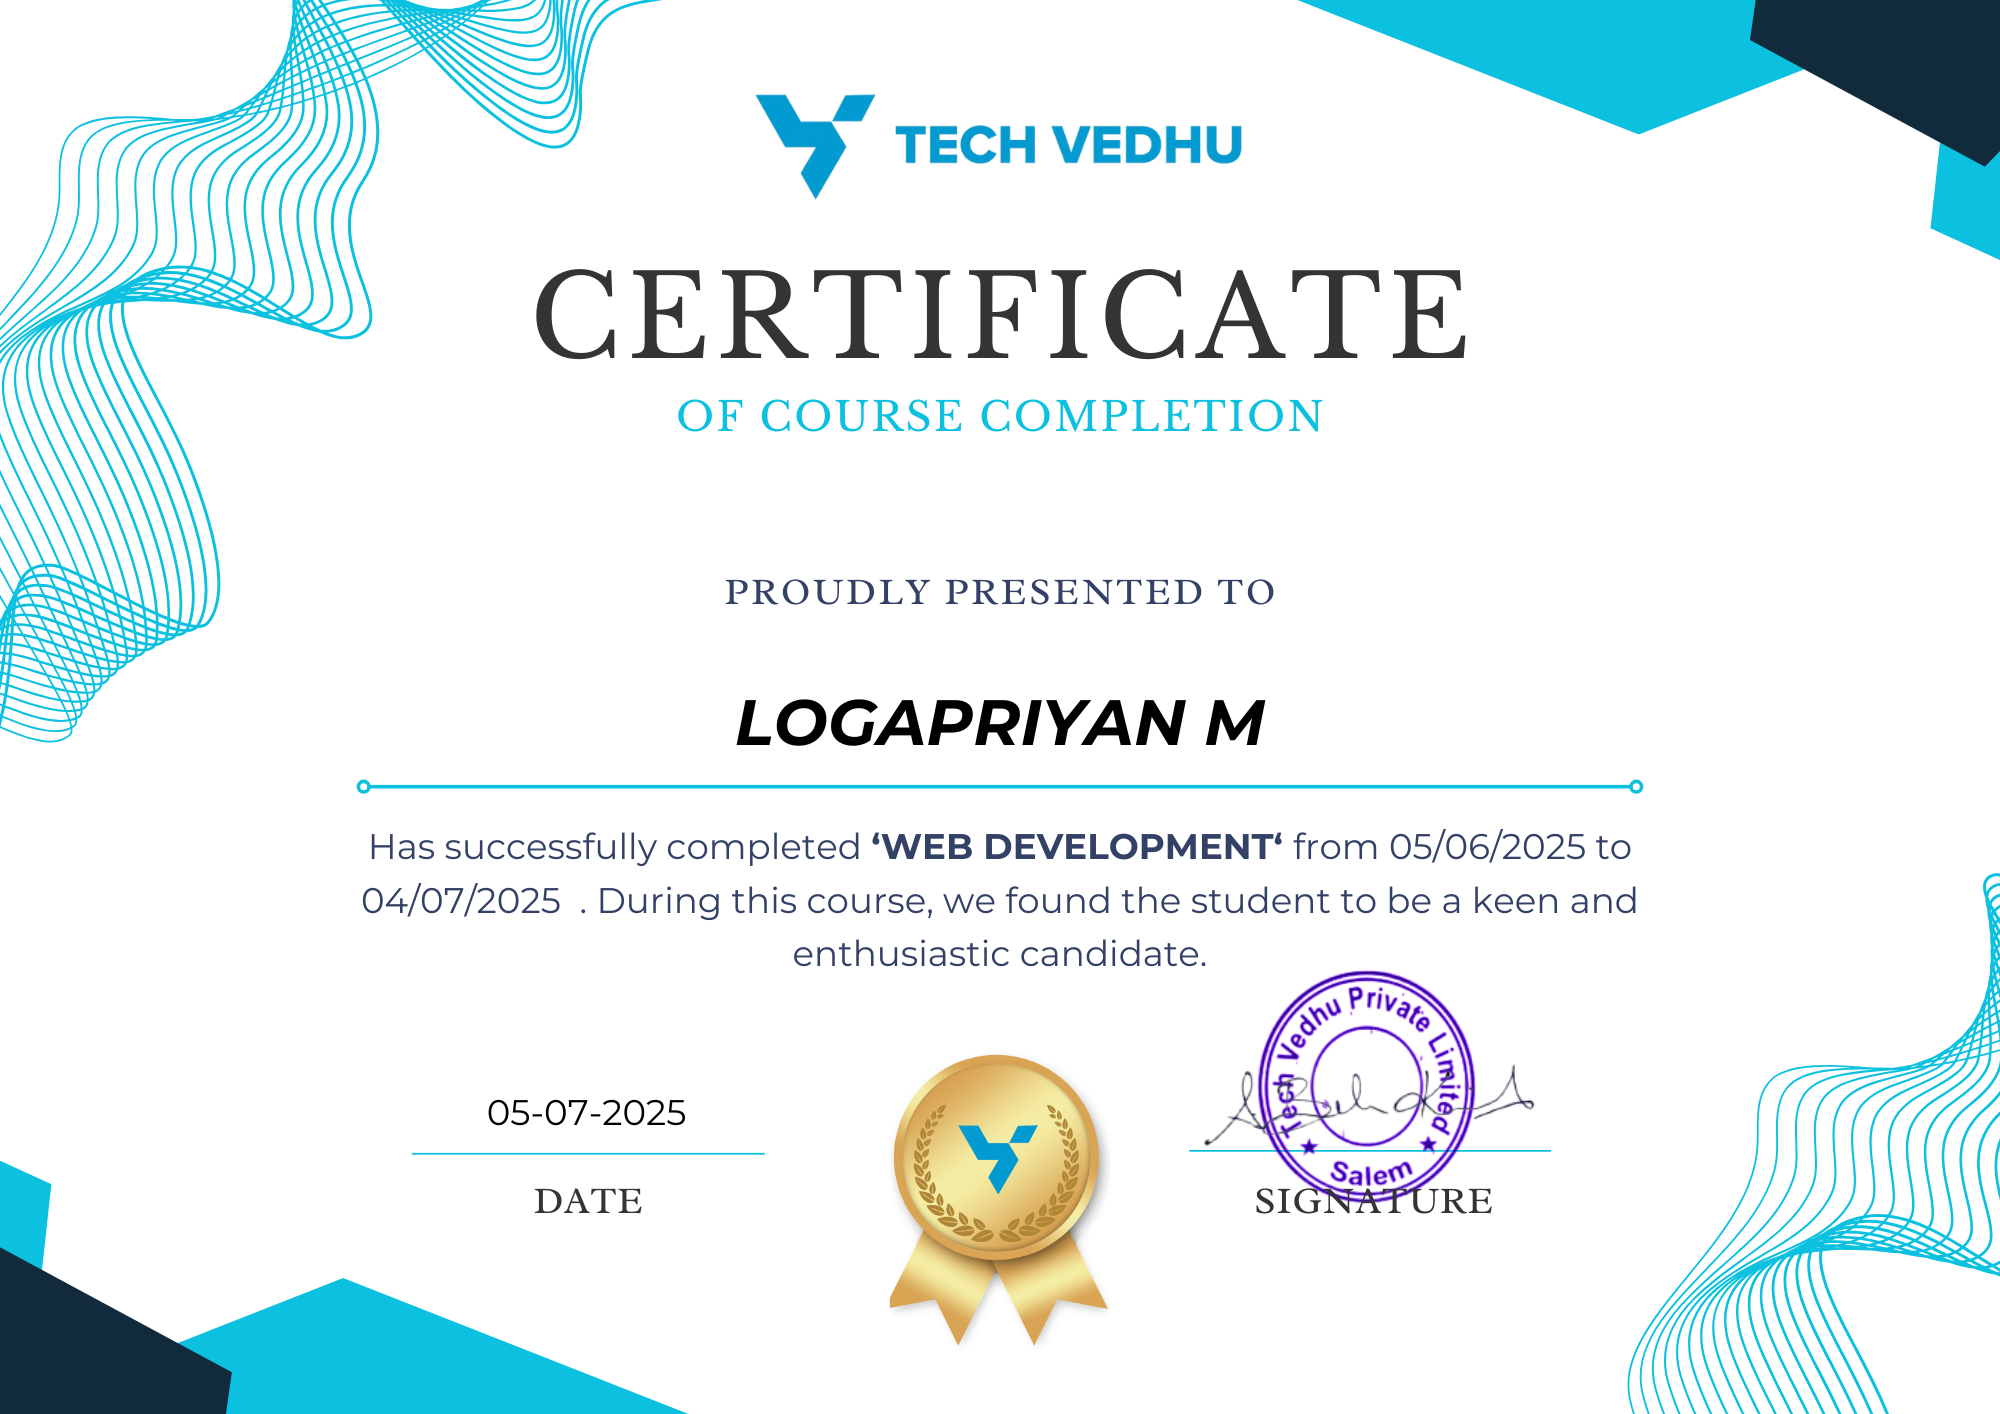 TECH VEDHU
CERTIFICATE
OF COURSE COMPLETION
PROUDLY PRESENTED TO
LOGAPRIYAN M
Has successfully completed ‘WEB DEVELOPMENT‘ from 05/06/2025 to
04/07/2025 . During this course, we found the student to be a keen and
enthusiastic candidate.
05-07-2025
DATE
Tech Vedhu Private Limited
★ Salem ★
SIGNATURE